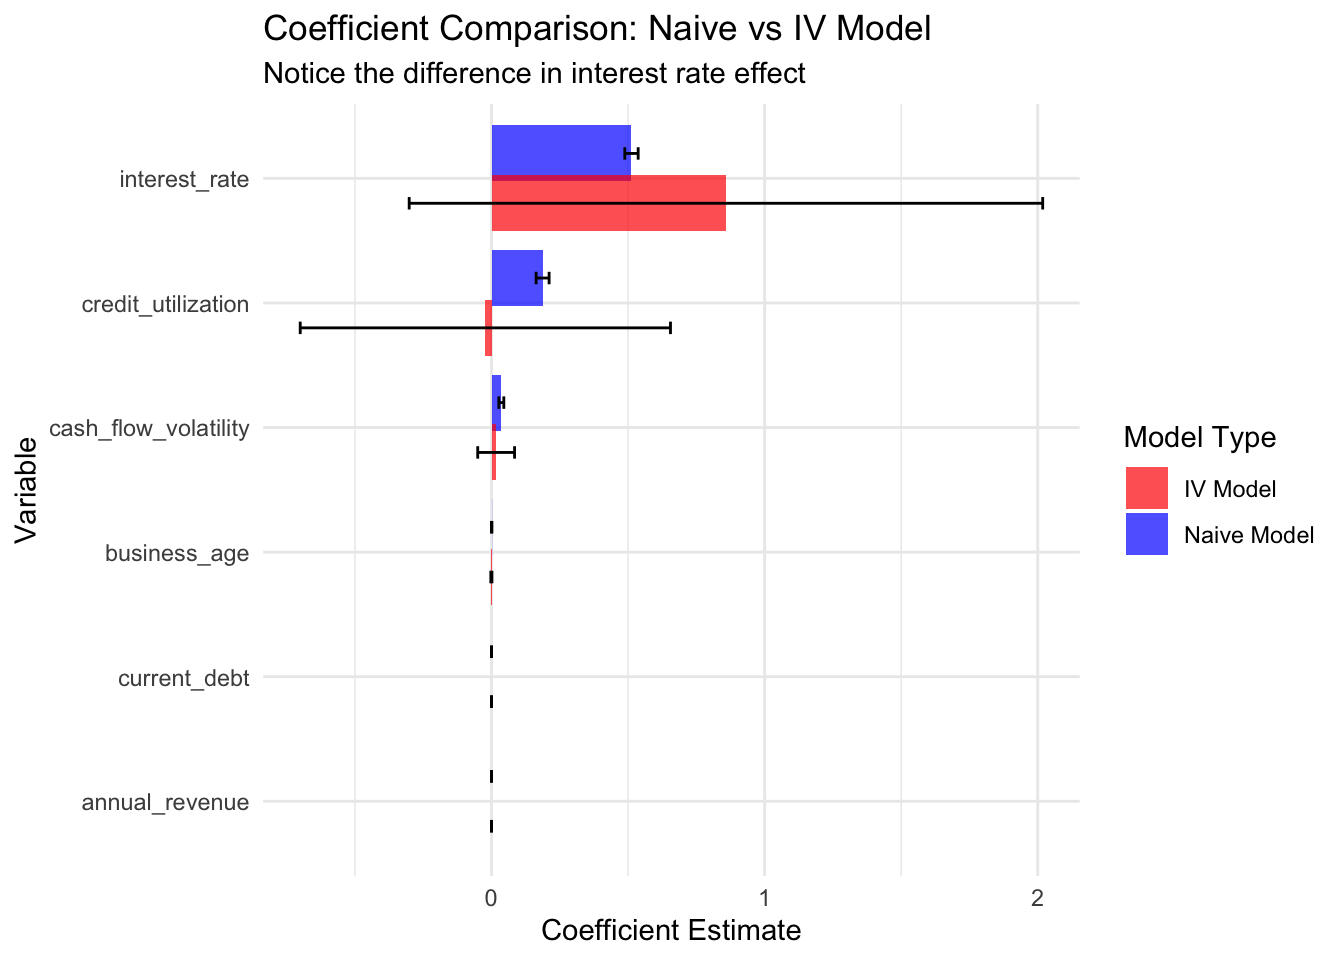 Coefficient Comparison: Naive vs IV Model
Notice the difference in interest rate effect
interest_rate
credit_utilization
cash_flow_volatility
business_age
current_debt
annual_revenue
Variable
0 1 2
Coefficient Estimate
Model Type
IV Model
Naive Model